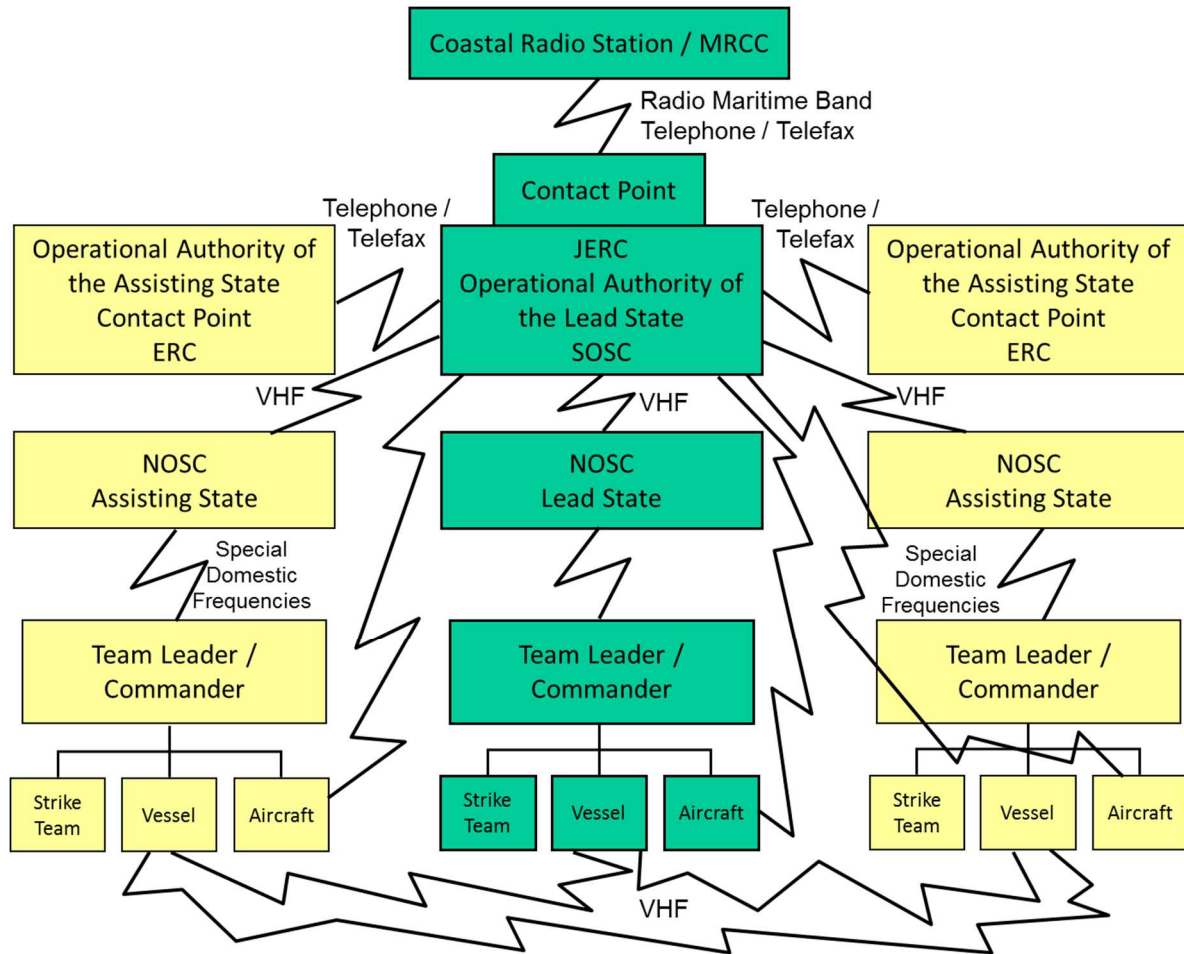 Coastal Radio Station / MRCC
Radio Maritime Band
Telephone / Telefax
Contact Point
Telephone /
Telefax
Telephone /
Telefax
Operational Authority of
the Assisting State
Contact Point
ERC
JERC
Operational Authority of
the Lead State
SOSC
Operational Authority of
the Assisting State
Contact Point
ERC
VHF
VHF
VHF
NOSC
Assisting State
NOSC
Lead State
NOSC
Assisting State
Special
Domestic
Frequencies
Special
Domestic
Frequencies
Team Leader /
Commander
Team Leader /
Commander
Team Leader /
Commander
Strike
Team
Vessel
Aircraft
Strike
Team
Vessel
Aircraft
Strike
Team
Vessel
Aircraft
VHF